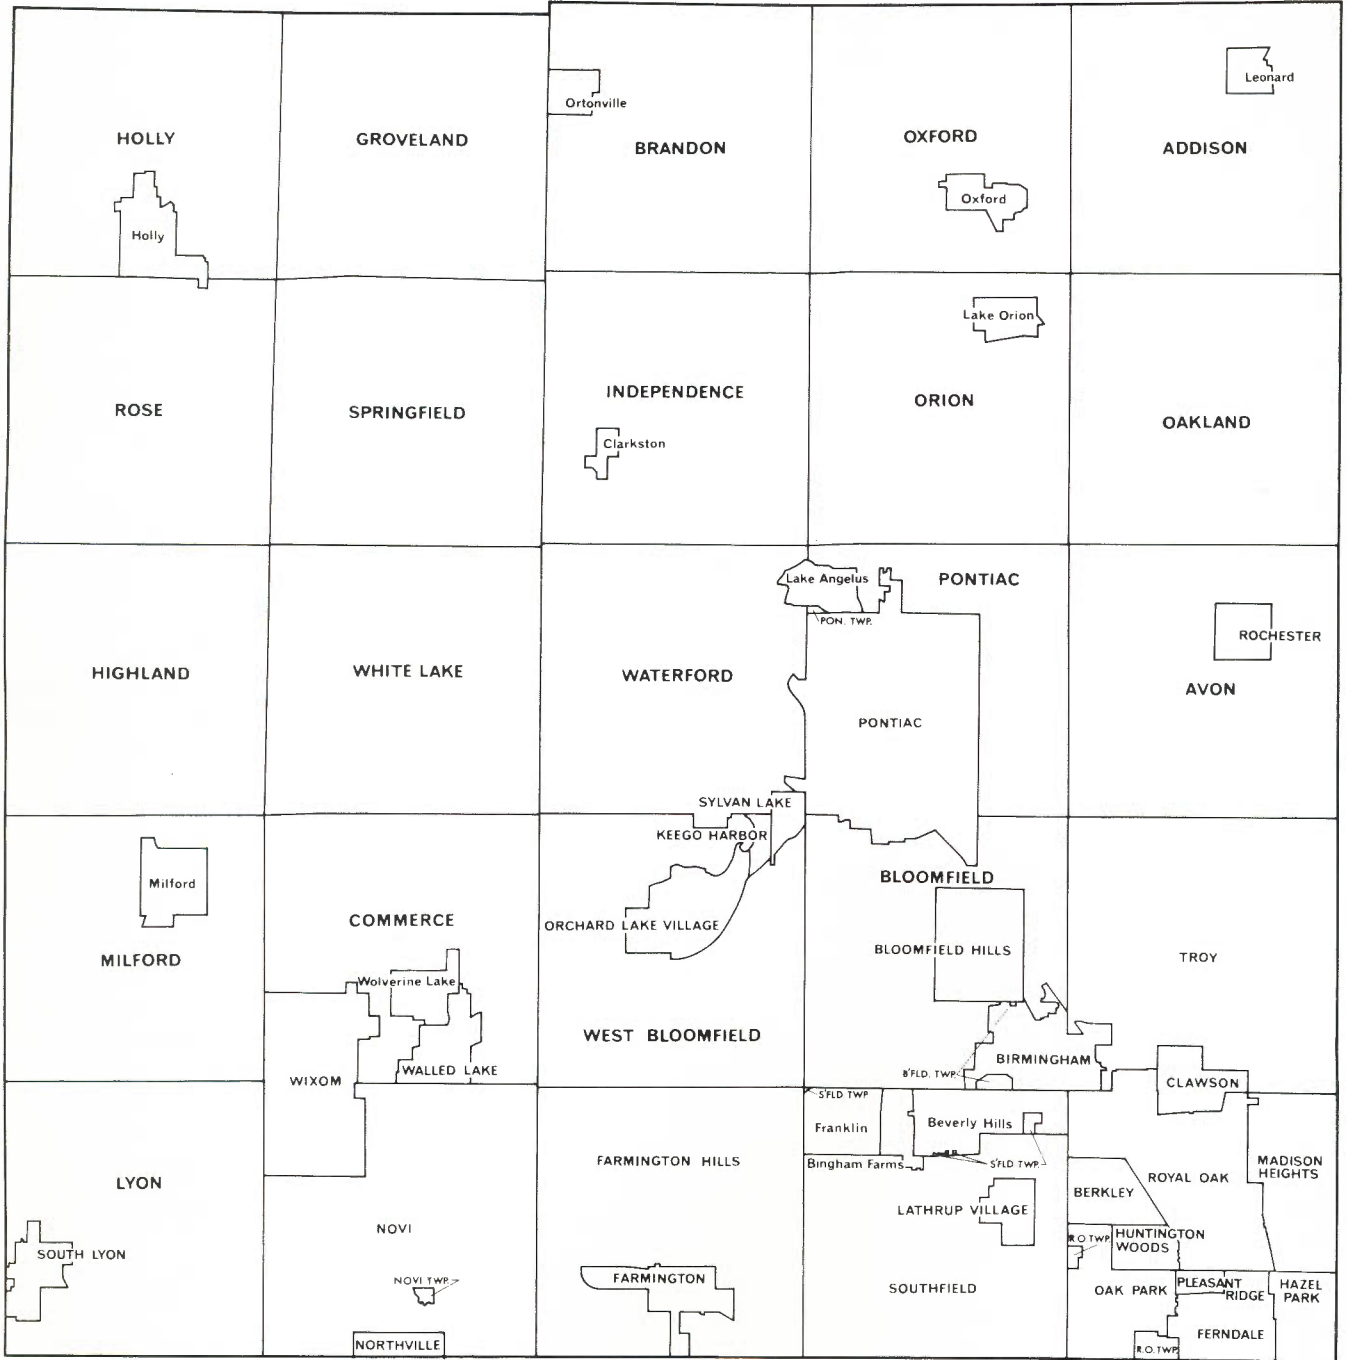 Leonard
Ortonville
HOLLY
GROVELAND
BRANDON
OXFORD
ADDISON
Oxford
Holly
Lake Orion
INDEPENDENCE
ORION
ROSE
SPRINGFIELD
OAKLAND
Clarkston
Lake Angelus
PONTIAC
PON. TWP.
ROCHESTER
HIGHLAND
WHITE LAKE
WATERFORD
AVON
PONTIAC
SYLVAN LAKE
KEEGO HARBOR
Milford
BLOOMFIELD
COMMERCE
ORCHARD LAKE VILLAGE
BLOOMFIELD HILLS
TROY
MILFORD
Wolverine Lake
WEST BLOOMFIELD
BIRMINGHAM
WIXOM
WALLED LAKE
B'FLD. TWP.
CLAWSON
S'FLD TWP
Franklin
Beverly Hills
FARMINGTON HILLS
Bingham Farms
S'FLD TWP.
MADISON
HEIGHTS
LYON
ROYAL OAK
BERKLEY
LATHRUP VILLAGE
NOVI
R.O. TWP.
HUNTINGTON
WOODS
SOUTH LYON
NOVI TWP.
FARMINGTON
SOUTHFIELD
OAK PARK
PLEASANT
RIDGE
HAZEL
PARK
NORTHVILLE
FERNDALE
R.O. TWP.